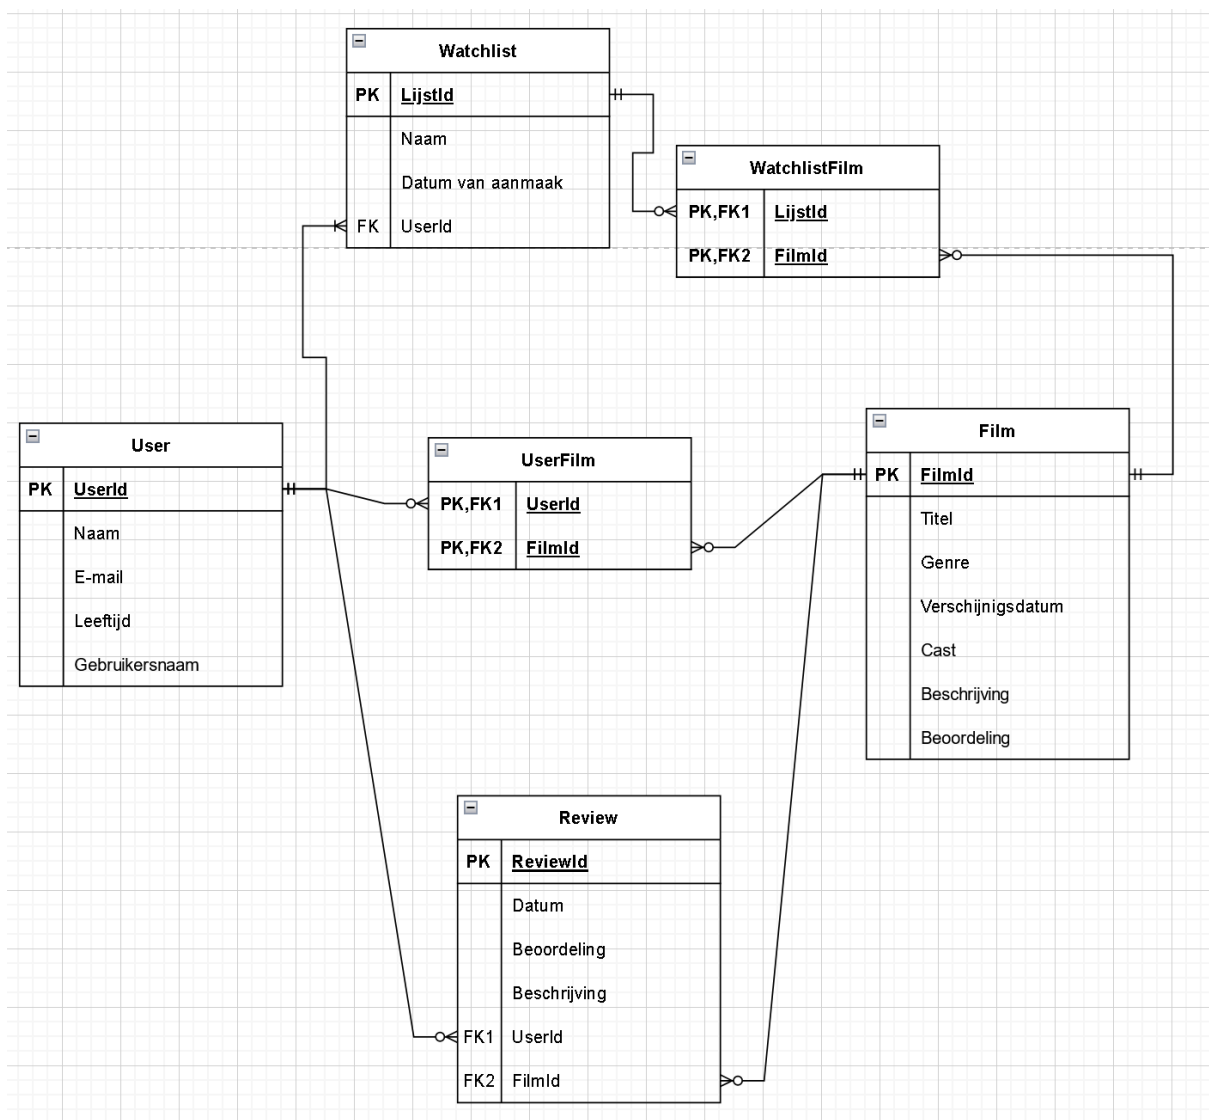 Watchlist
PK LijstId
Naam
Datum van aanmaak
FK UserId
WatchlistFilm
PK,FK1 LijstId
PK,FK2 FilmId
User
PK UserId
Naam
E-mail
Leeftijd
Gebruikersnaam
UserFilm
PK,FK1 UserId
PK,FK2 FilmId
Film
PK FilmId
Titel
Genre
Verschijnigsdatum
Cast
Beschrijving
Beoordeling
Review
PK ReviewId
Datum
Beoordeling
Beschrijving
FK1 UserId
FK2 FilmId